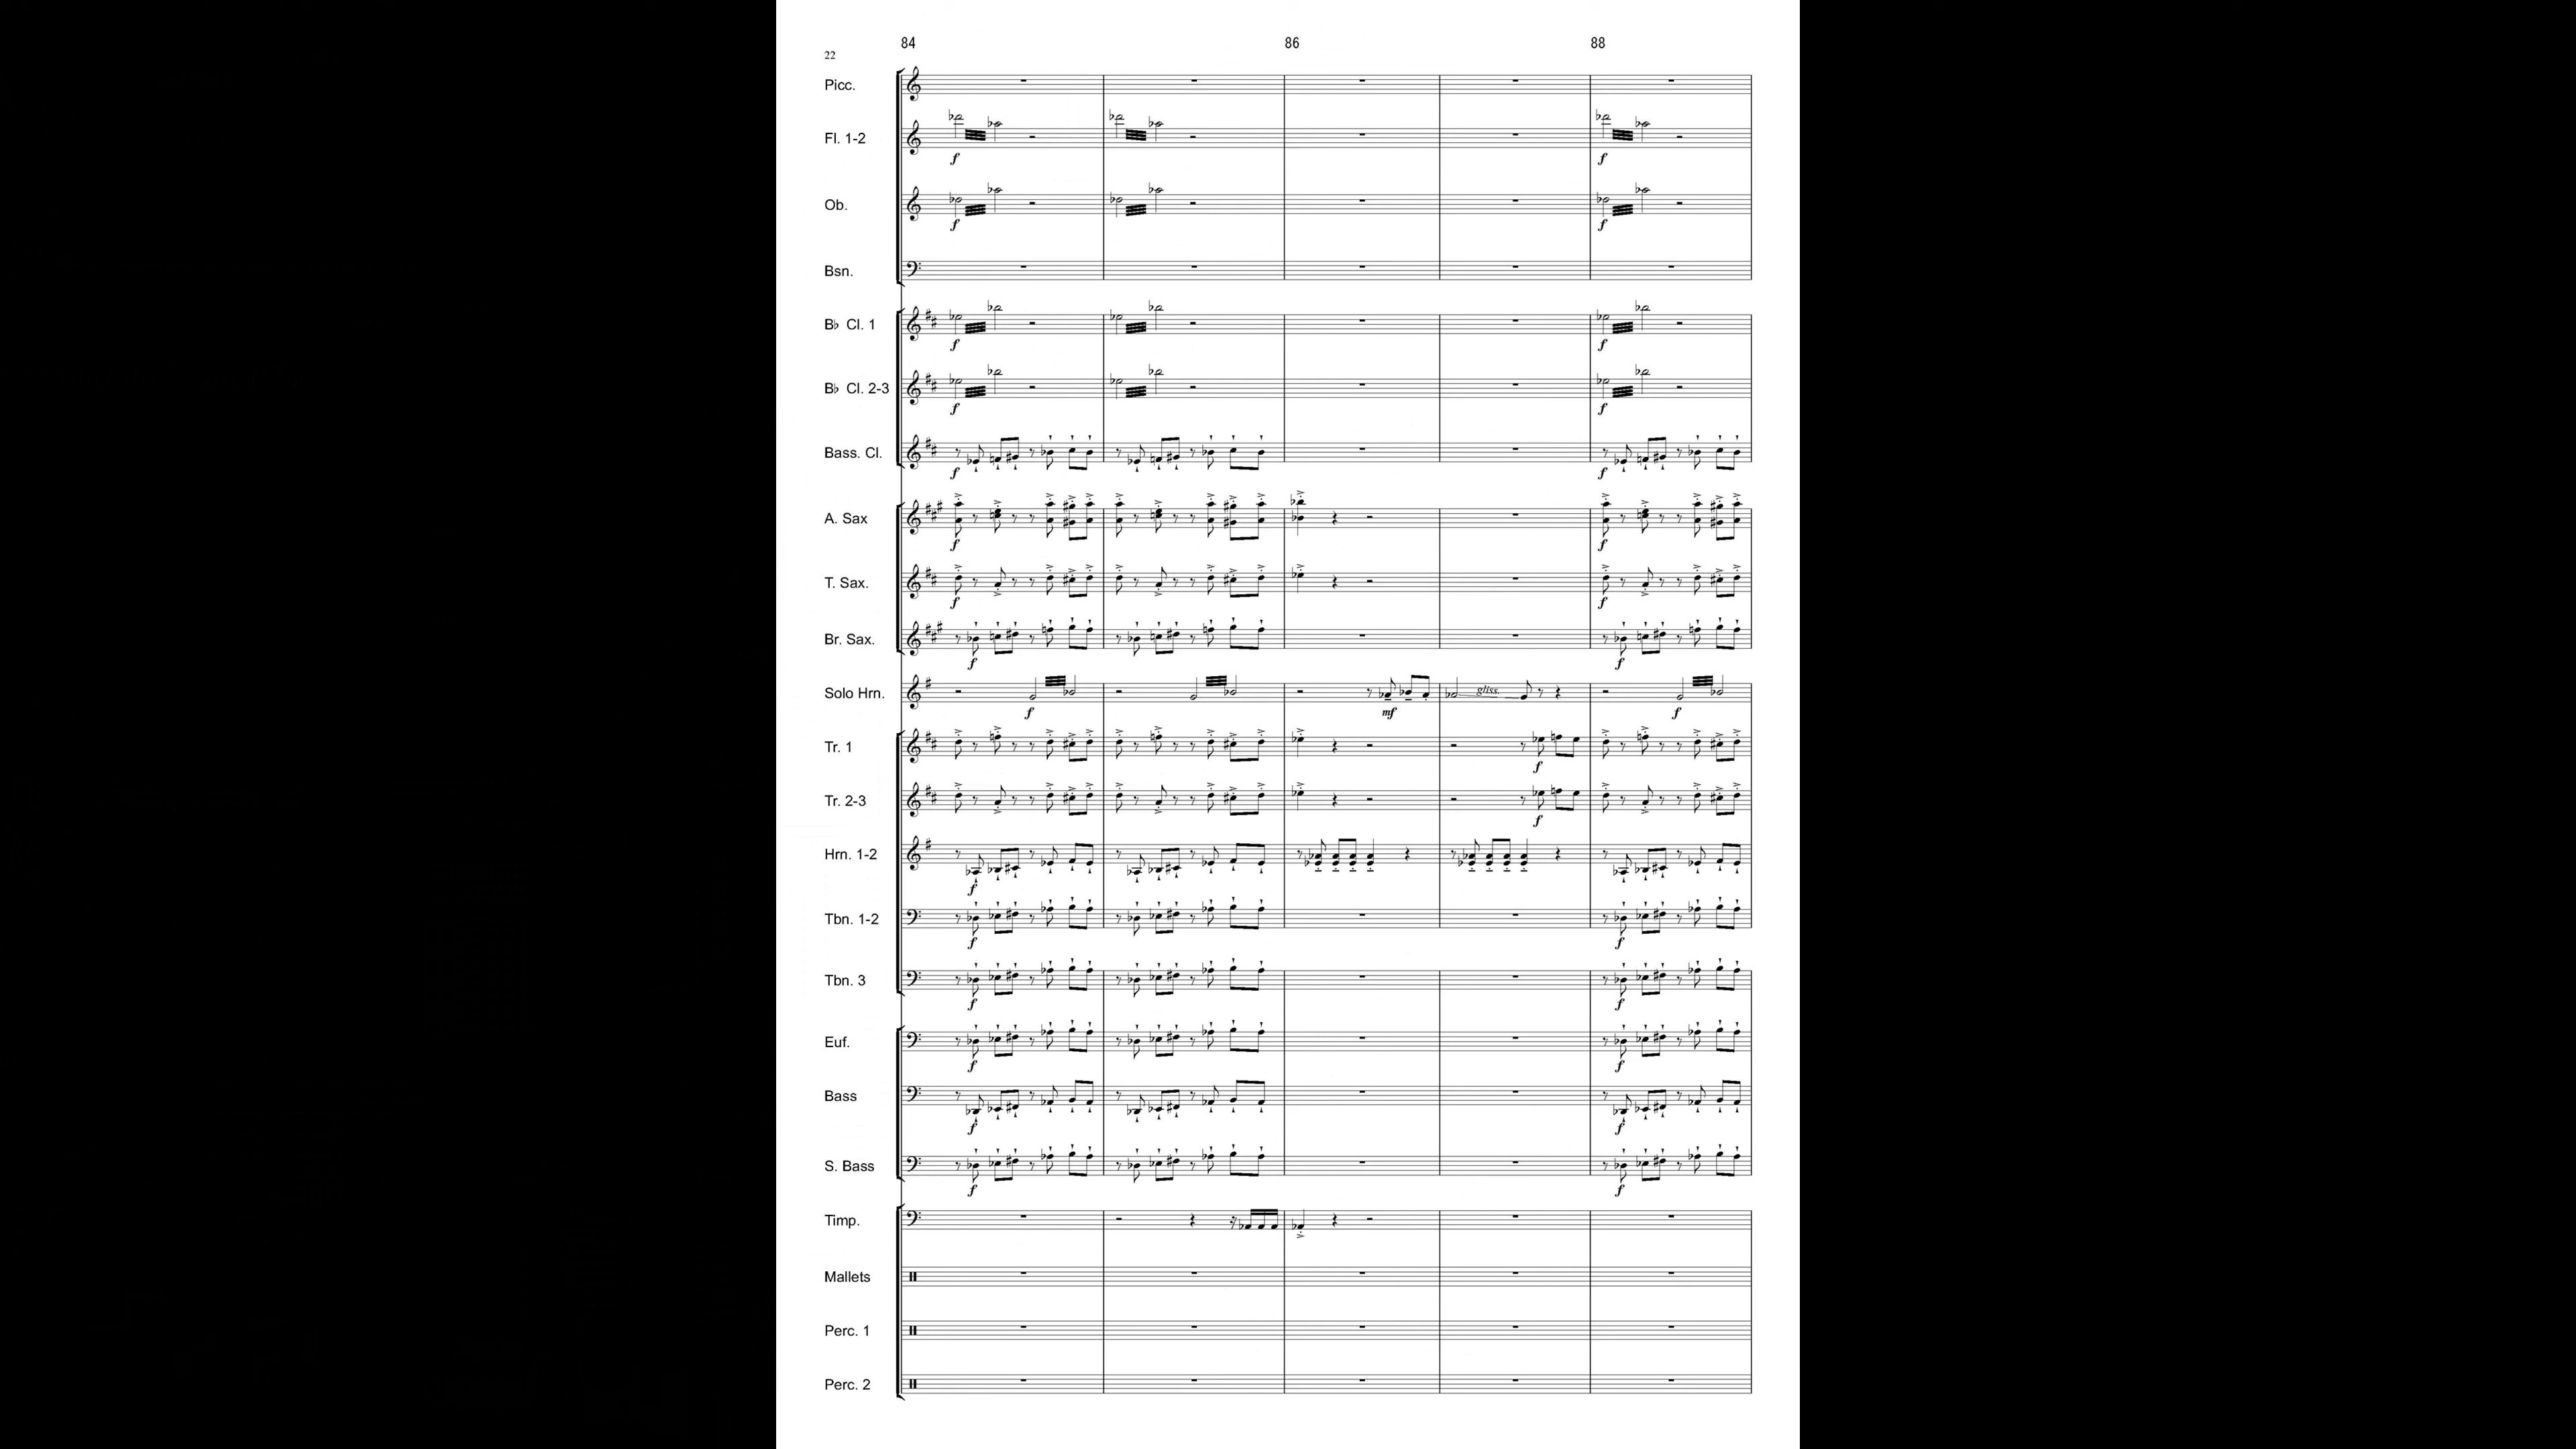 84 86 88
22
Picc.
Fl. 1-2
f f
Ob.
f f
Bsn.
B♭ Cl. 1
f f
B♭ Cl. 2-3
f f
Bass. Cl.
f f
A. Sax
f f
T. Sax.
f f
Br. Sax.
f f
Solo Hrn. gliss.
f mf f
Tr. 1
f
Tr. 2-3
f
Hrn. 1-2
f
Tbn. 1-2
f f
Tbn. 3
f f
Euf.
f f
Bass
f f
S. Bass
f f
Timp.
Mallets
Perc. 1
Perc. 2